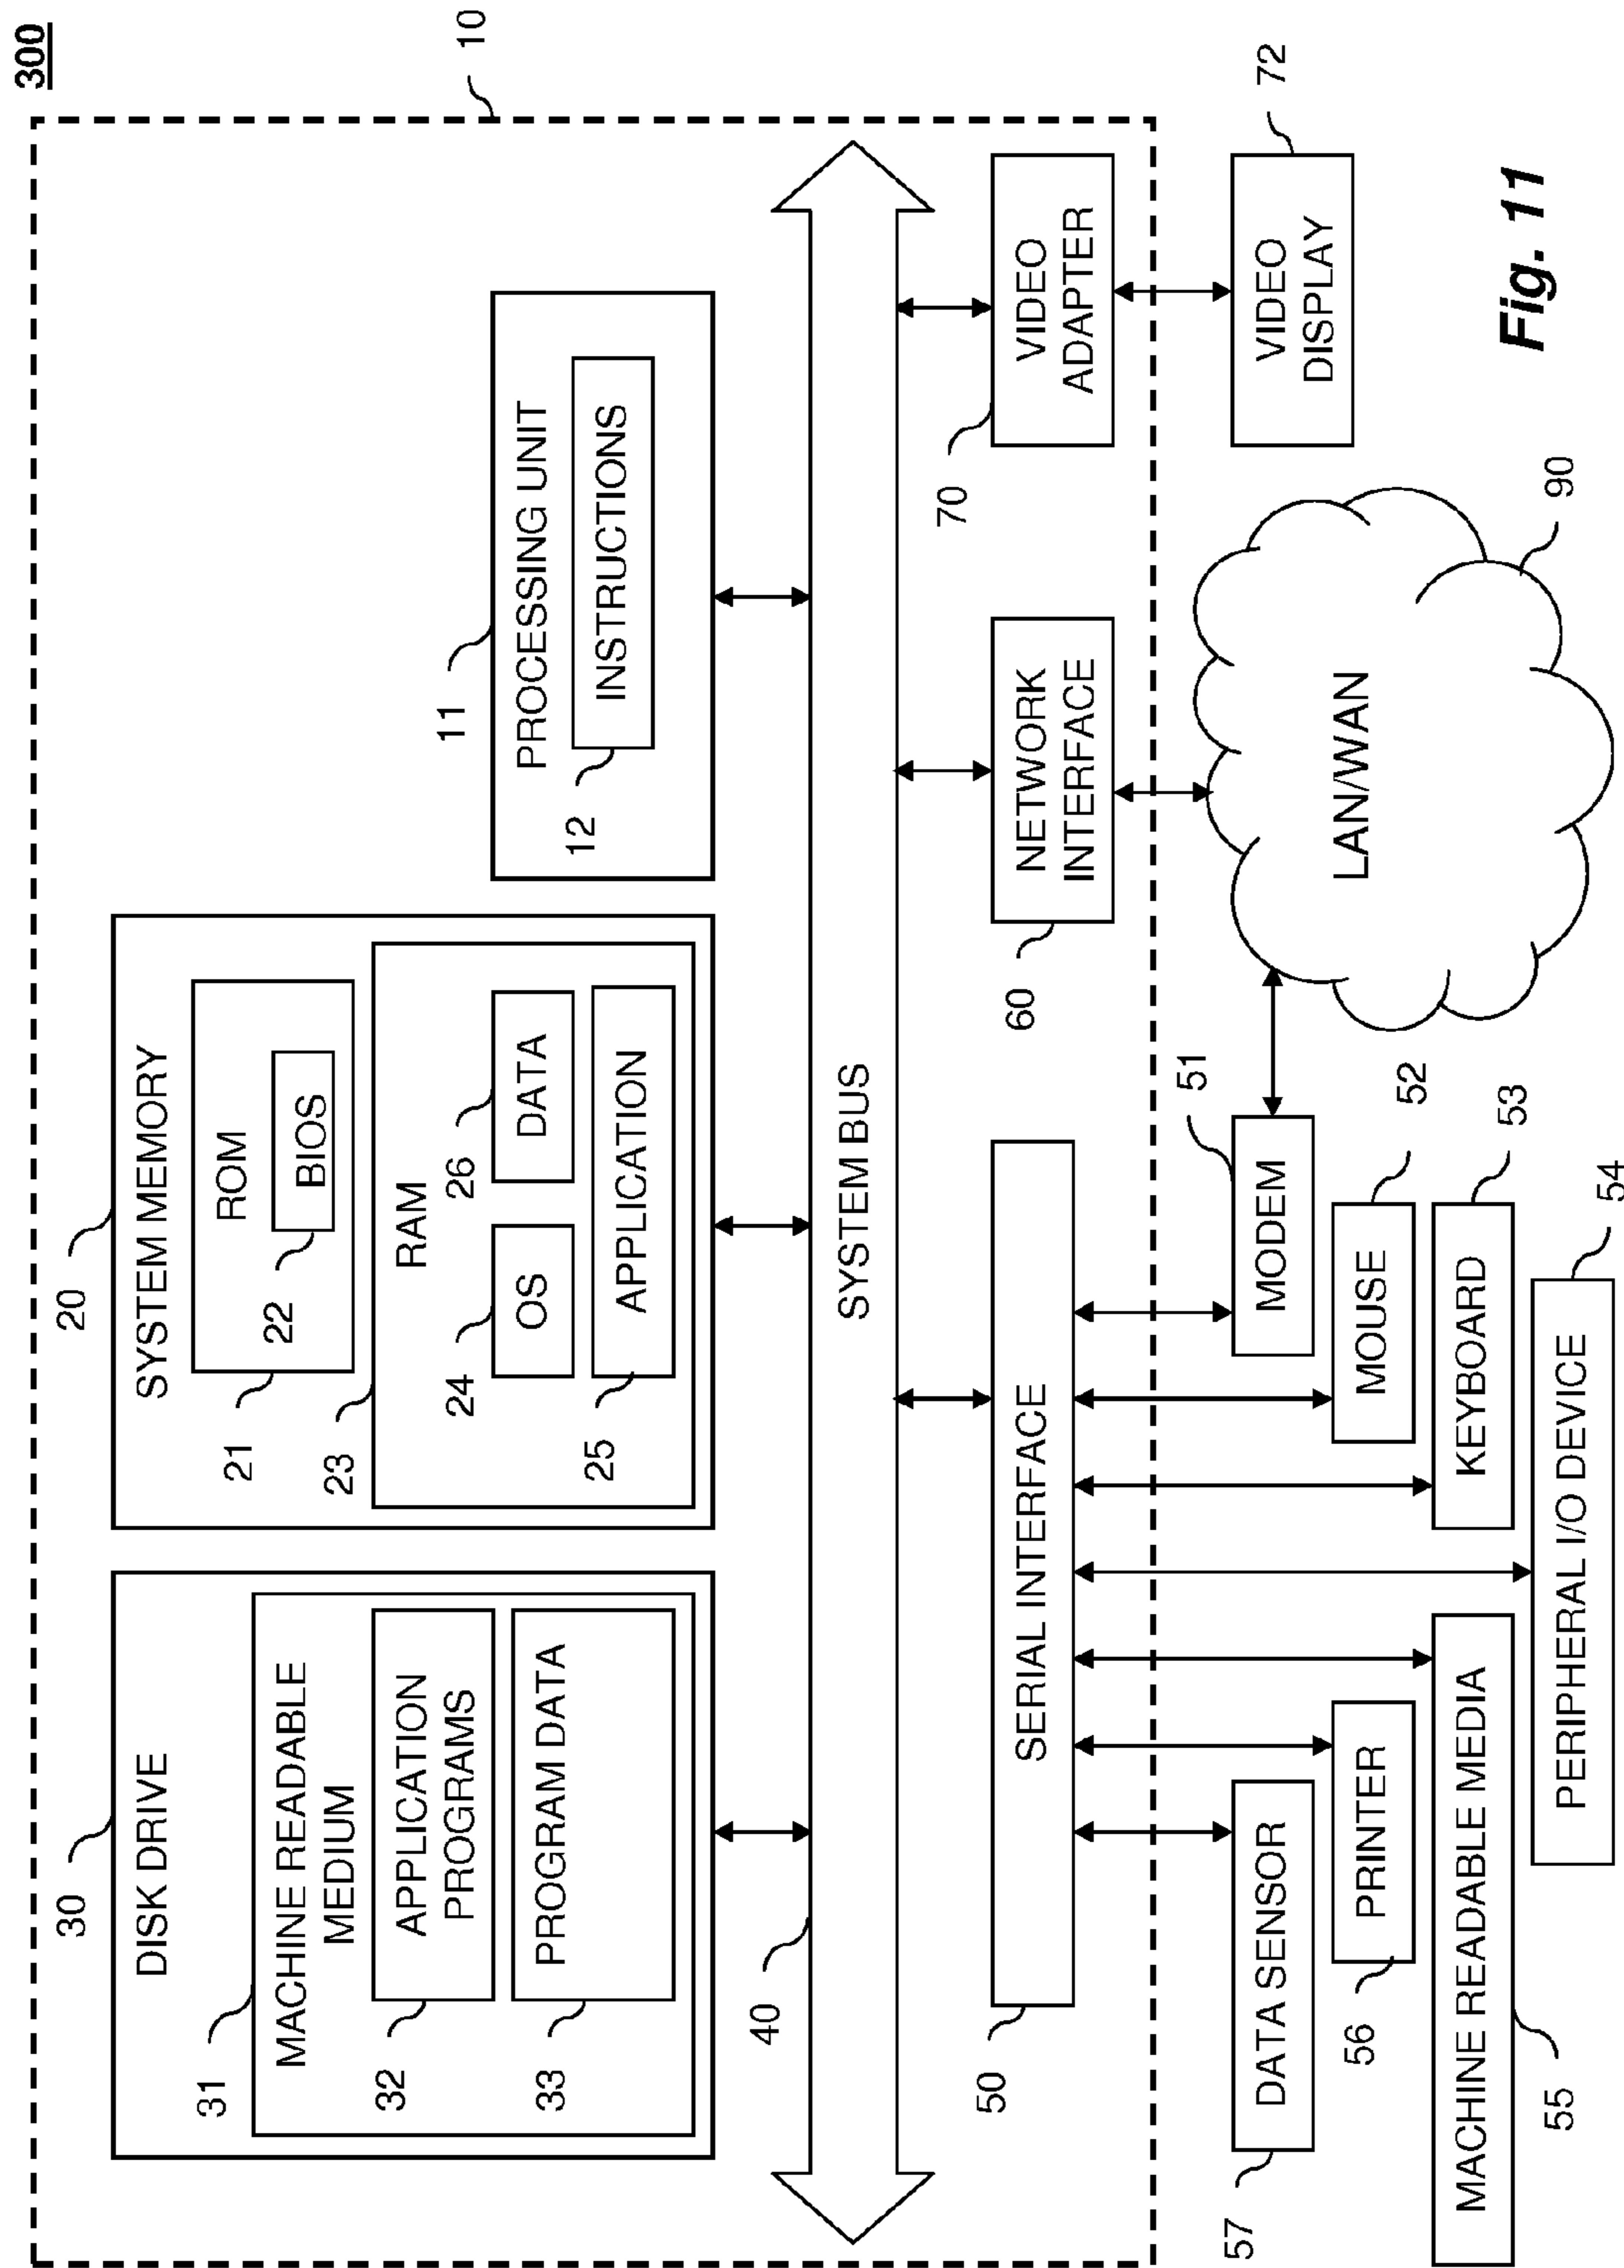 300
10
30
DISK DRIVE
31
MACHINE READABLE
MEDIUM
32
APPLICATION
PROGRAMS
33
PROGRAM DATA
20
SYSTEM MEMORY
21
ROM
22
BIOS
23
RAM
24
OS
26
DATA
25
APPLICATION
11
PROCESSING UNIT
12
INSTRUCTIONS
40
SYSTEM BUS
50
SERIAL INTERFACE
60
NETWORK
INTERFACE
70
VIDEO
ADAPTER
57
DATA SENSOR
56
PRINTER
55
MACHINE READABLE MEDIA
51
MODEM
52
MOUSE
53
KEYBOARD
54
PERIPHERAL I/O DEVICE
LAN/WAN
90
72
VIDEO
DISPLAY
Fig. 11